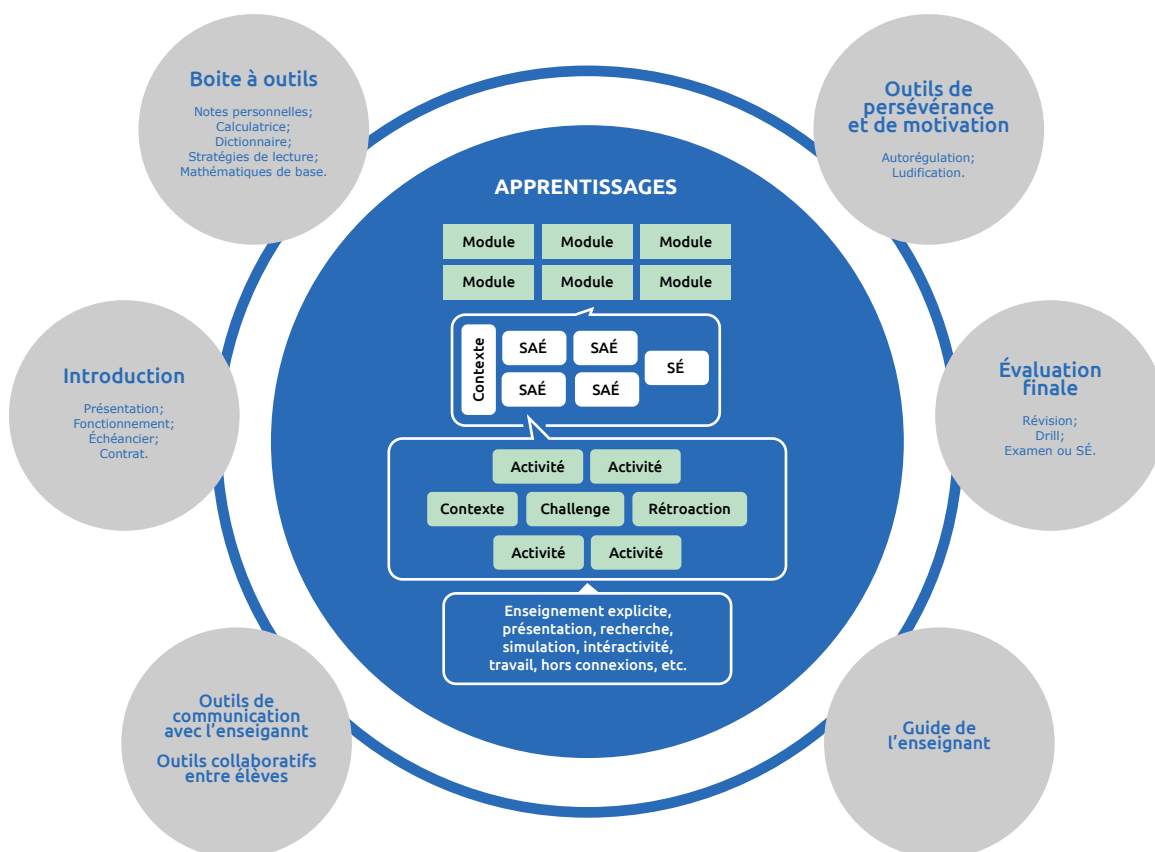 Boite à outils
Notes personnelles;
Calculatrice;
Dictionnaire;
Stratégies de lecture;
Mathématiques de base.
Outils de
persévérance
et de motivation
Autorégulation;
Ludification.
APPRENTISSAGES
Module Module Module
Module Module Module
Contexte
SAÉ SAÉ
SÉ
SAÉ SAÉ
Introduction
Présentation;
Fonctionnement;
Échéancier;
Contrat.
Évaluation
finale
Révision;
Drill;
Examen ou SÉ.
Activité Activité
Contexte Challenge Rétroaction
Activité Activité
Enseignement explicite,
présentation, recherche,
simulation, intéractivité,
travail, hors connexions, etc.
Outils de
communication
avec l’enseigannt
Outils collaboratifs
entre élèves
Guide de
l’enseignant